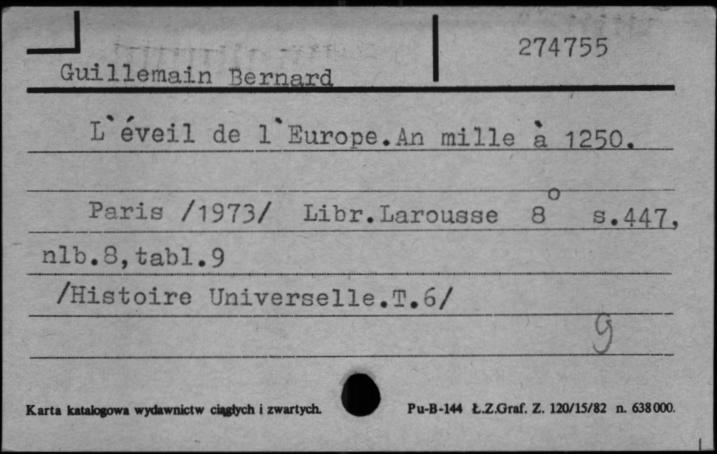 274755
Guillemain Bernard
L`éveil de l`Europe.An mille à 1250.
Paris /1973/ Libr.Larousse 8° s.447,
nlb.8,tabl.9
/Histoire Universelle.T.6/
g
Karta katalogowa wydawnictw ciągłych i zwartych. Pu-B-144 Ł.Z.Graf. Z. 120/15/82 n. 638000.